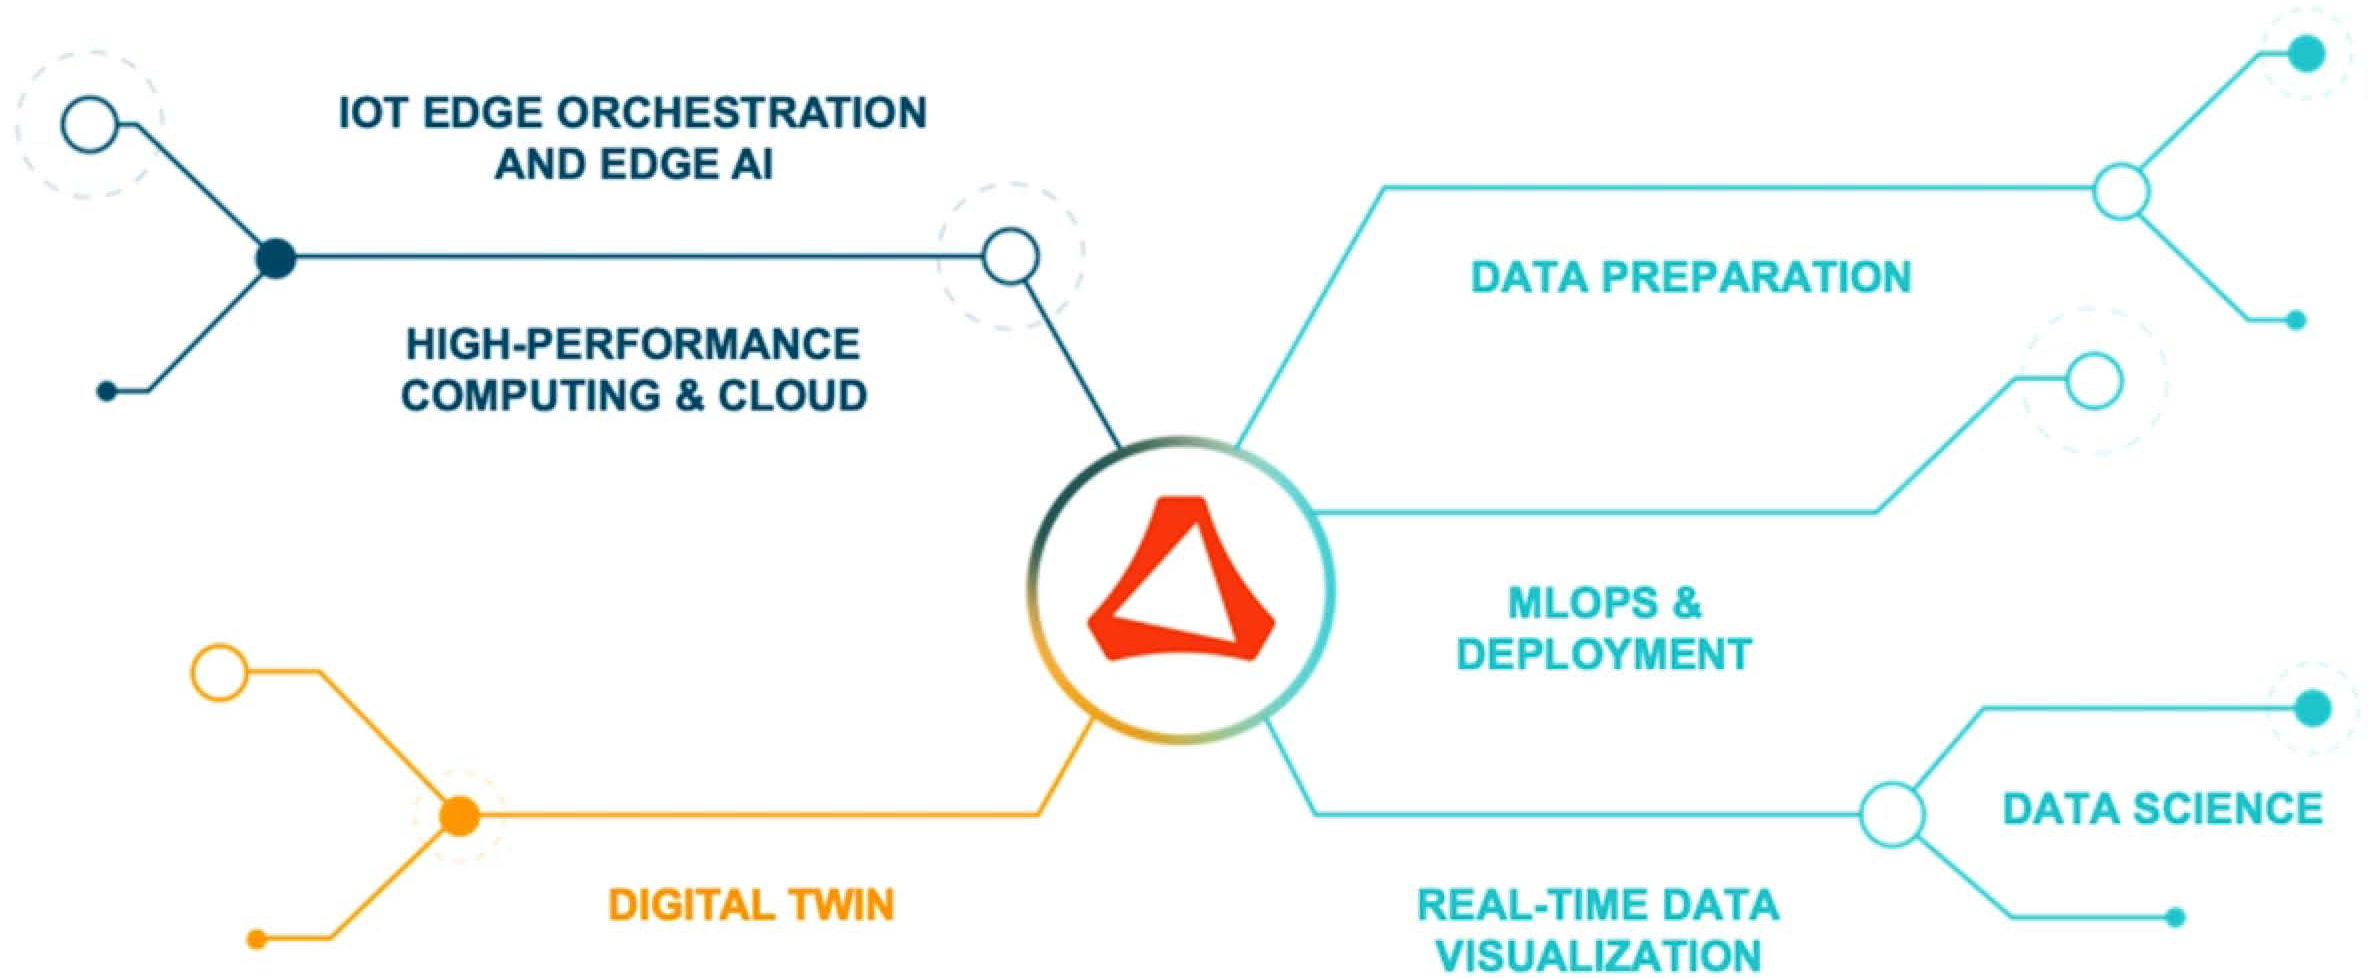 IOT EDGE ORCHESTRATION
AND EDGE AI
HIGH-PERFORMANCE
COMPUTING & CLOUD
DATA PREPARATION
MLOPS &
DEPLOYMENT
DATA SCIENCE
DIGITAL TWIN
REAL-TIME DATA
VISUALIZATION